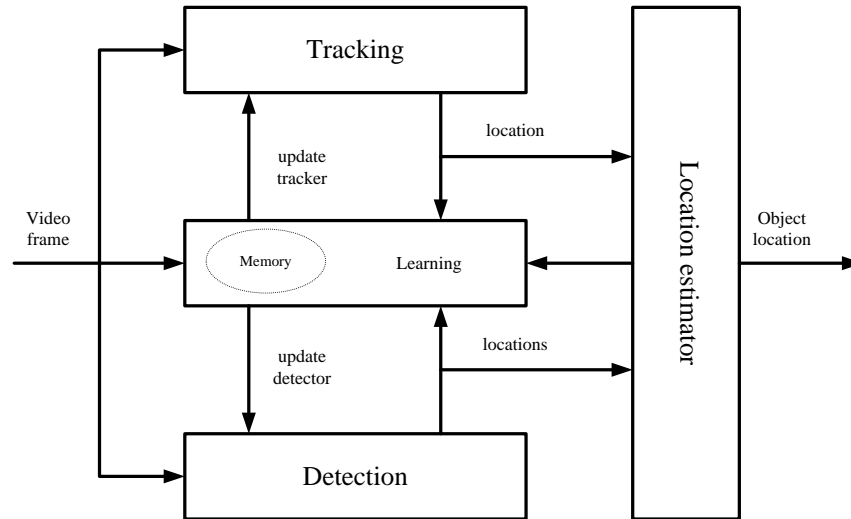 Tracking
location
update
tracker
Video
frame
Memory
Learning
Location estimator
Object
location
update
detector
locations
Detection